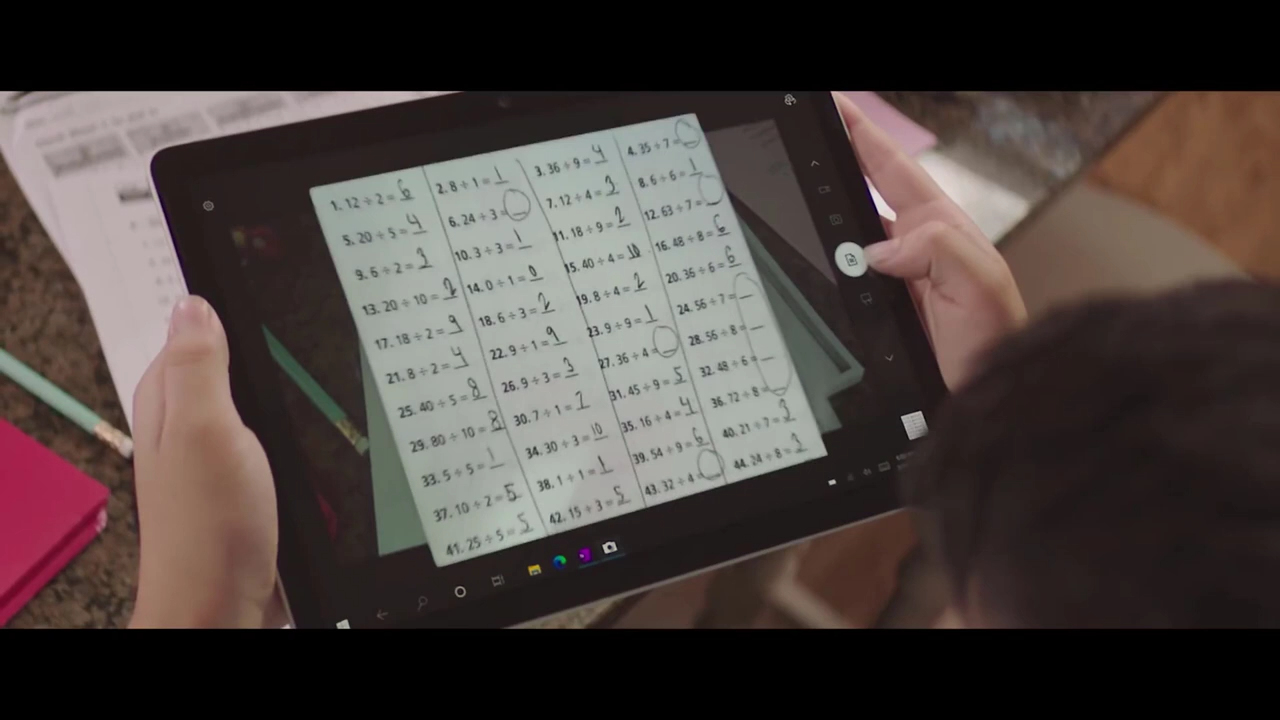 1. 12 ÷ 2 = 6
2. 8 ÷ 1 = 1
3. 36 ÷ 9 = 4
4. 35 ÷ 7 =
5. 20 ÷ 5 = 4
6. 24 ÷ 3 =
7. 12 ÷ 4 = 3
8. 6 ÷ 6 = 1
9. 6 ÷ 2 = 3
10. 3 ÷ 3 = 1
11. 18 ÷ 9 = 2
12. 63 ÷ 7 =
13. 20 ÷ 10 = 2
14. 0 ÷ 1 = 0
15. 40 ÷ 4 = 10
16. 48 ÷ 8 = 6
17. 18 ÷ 2 = 9
18. 6 ÷ 3 = 2
19. 8 ÷ 4 = 2
20. 36 ÷ 6 = 6
21. 8 ÷ 2 = 4
22. 9 ÷ 1 = 9
23. 9 ÷ 9 = 1
24. 56 ÷ 7 =
25. 40 ÷ 5 = 8
26. 9 ÷ 3 = 3
27. 36 ÷ 4 =
28. 56 ÷ 8 =
29. 80 ÷ 10 = 8
30. 7 ÷ 1 = 7
31. 45 ÷ 9 = 5
32. 48 ÷ 6 =
33. 5 ÷ 5 = 1
34. 30 ÷ 3 = 10
35. 16 ÷ 4 = 4
36. 72 ÷ 8 =
37. 10 ÷ 2 = 5
38. 1 ÷ 1 = 1
39. 54 ÷ 9 = 6
40. 21 ÷ 7 = 3
41. 25 ÷ 5 = 5
42. 15 ÷ 3 = 5
43. 32 ÷ 4
44. 24 ÷ 8 = 3